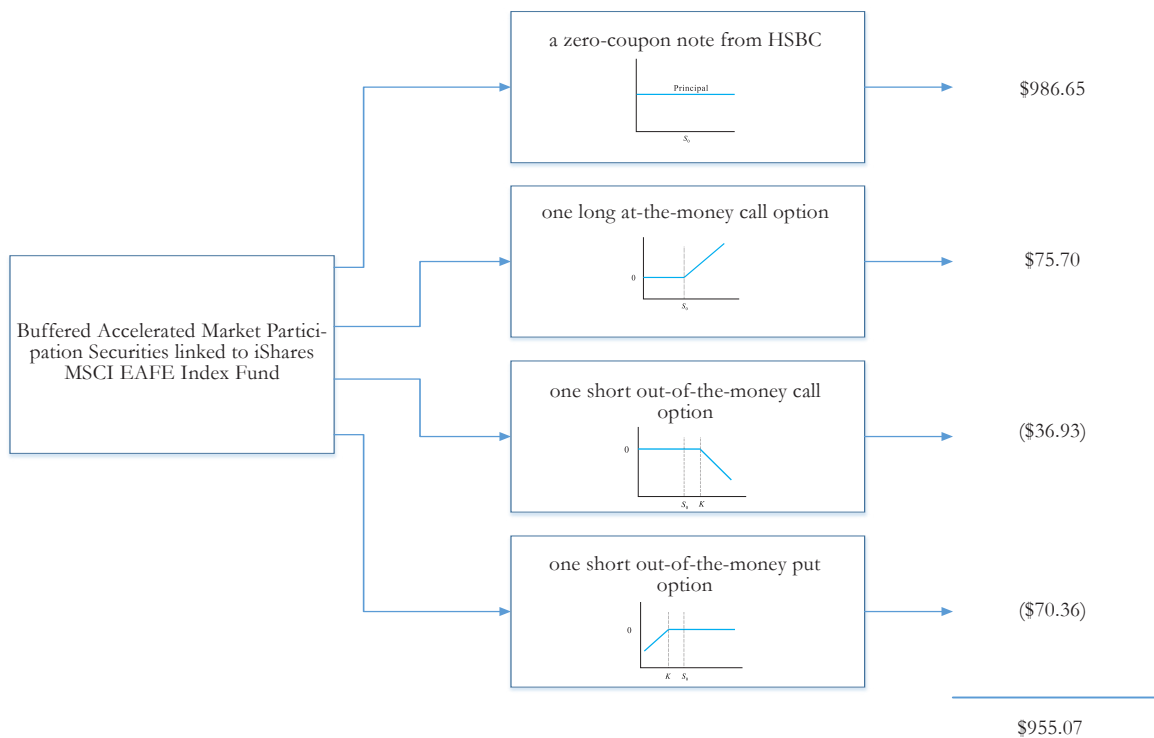 Buffered Accelerated Market Partici-
pation Securities linked to iShares
MSCI EAFE Index Fund
a zero-coupon note from HSBC
Principal
S₀
$986.65
one long at-the-money call option
0
S₀
$75.70
one short out-of-the-money call
option
0
S₀ K
($36.93)
one short out-of-the-money put
option
0
K S₀
($70.36)
$955.07